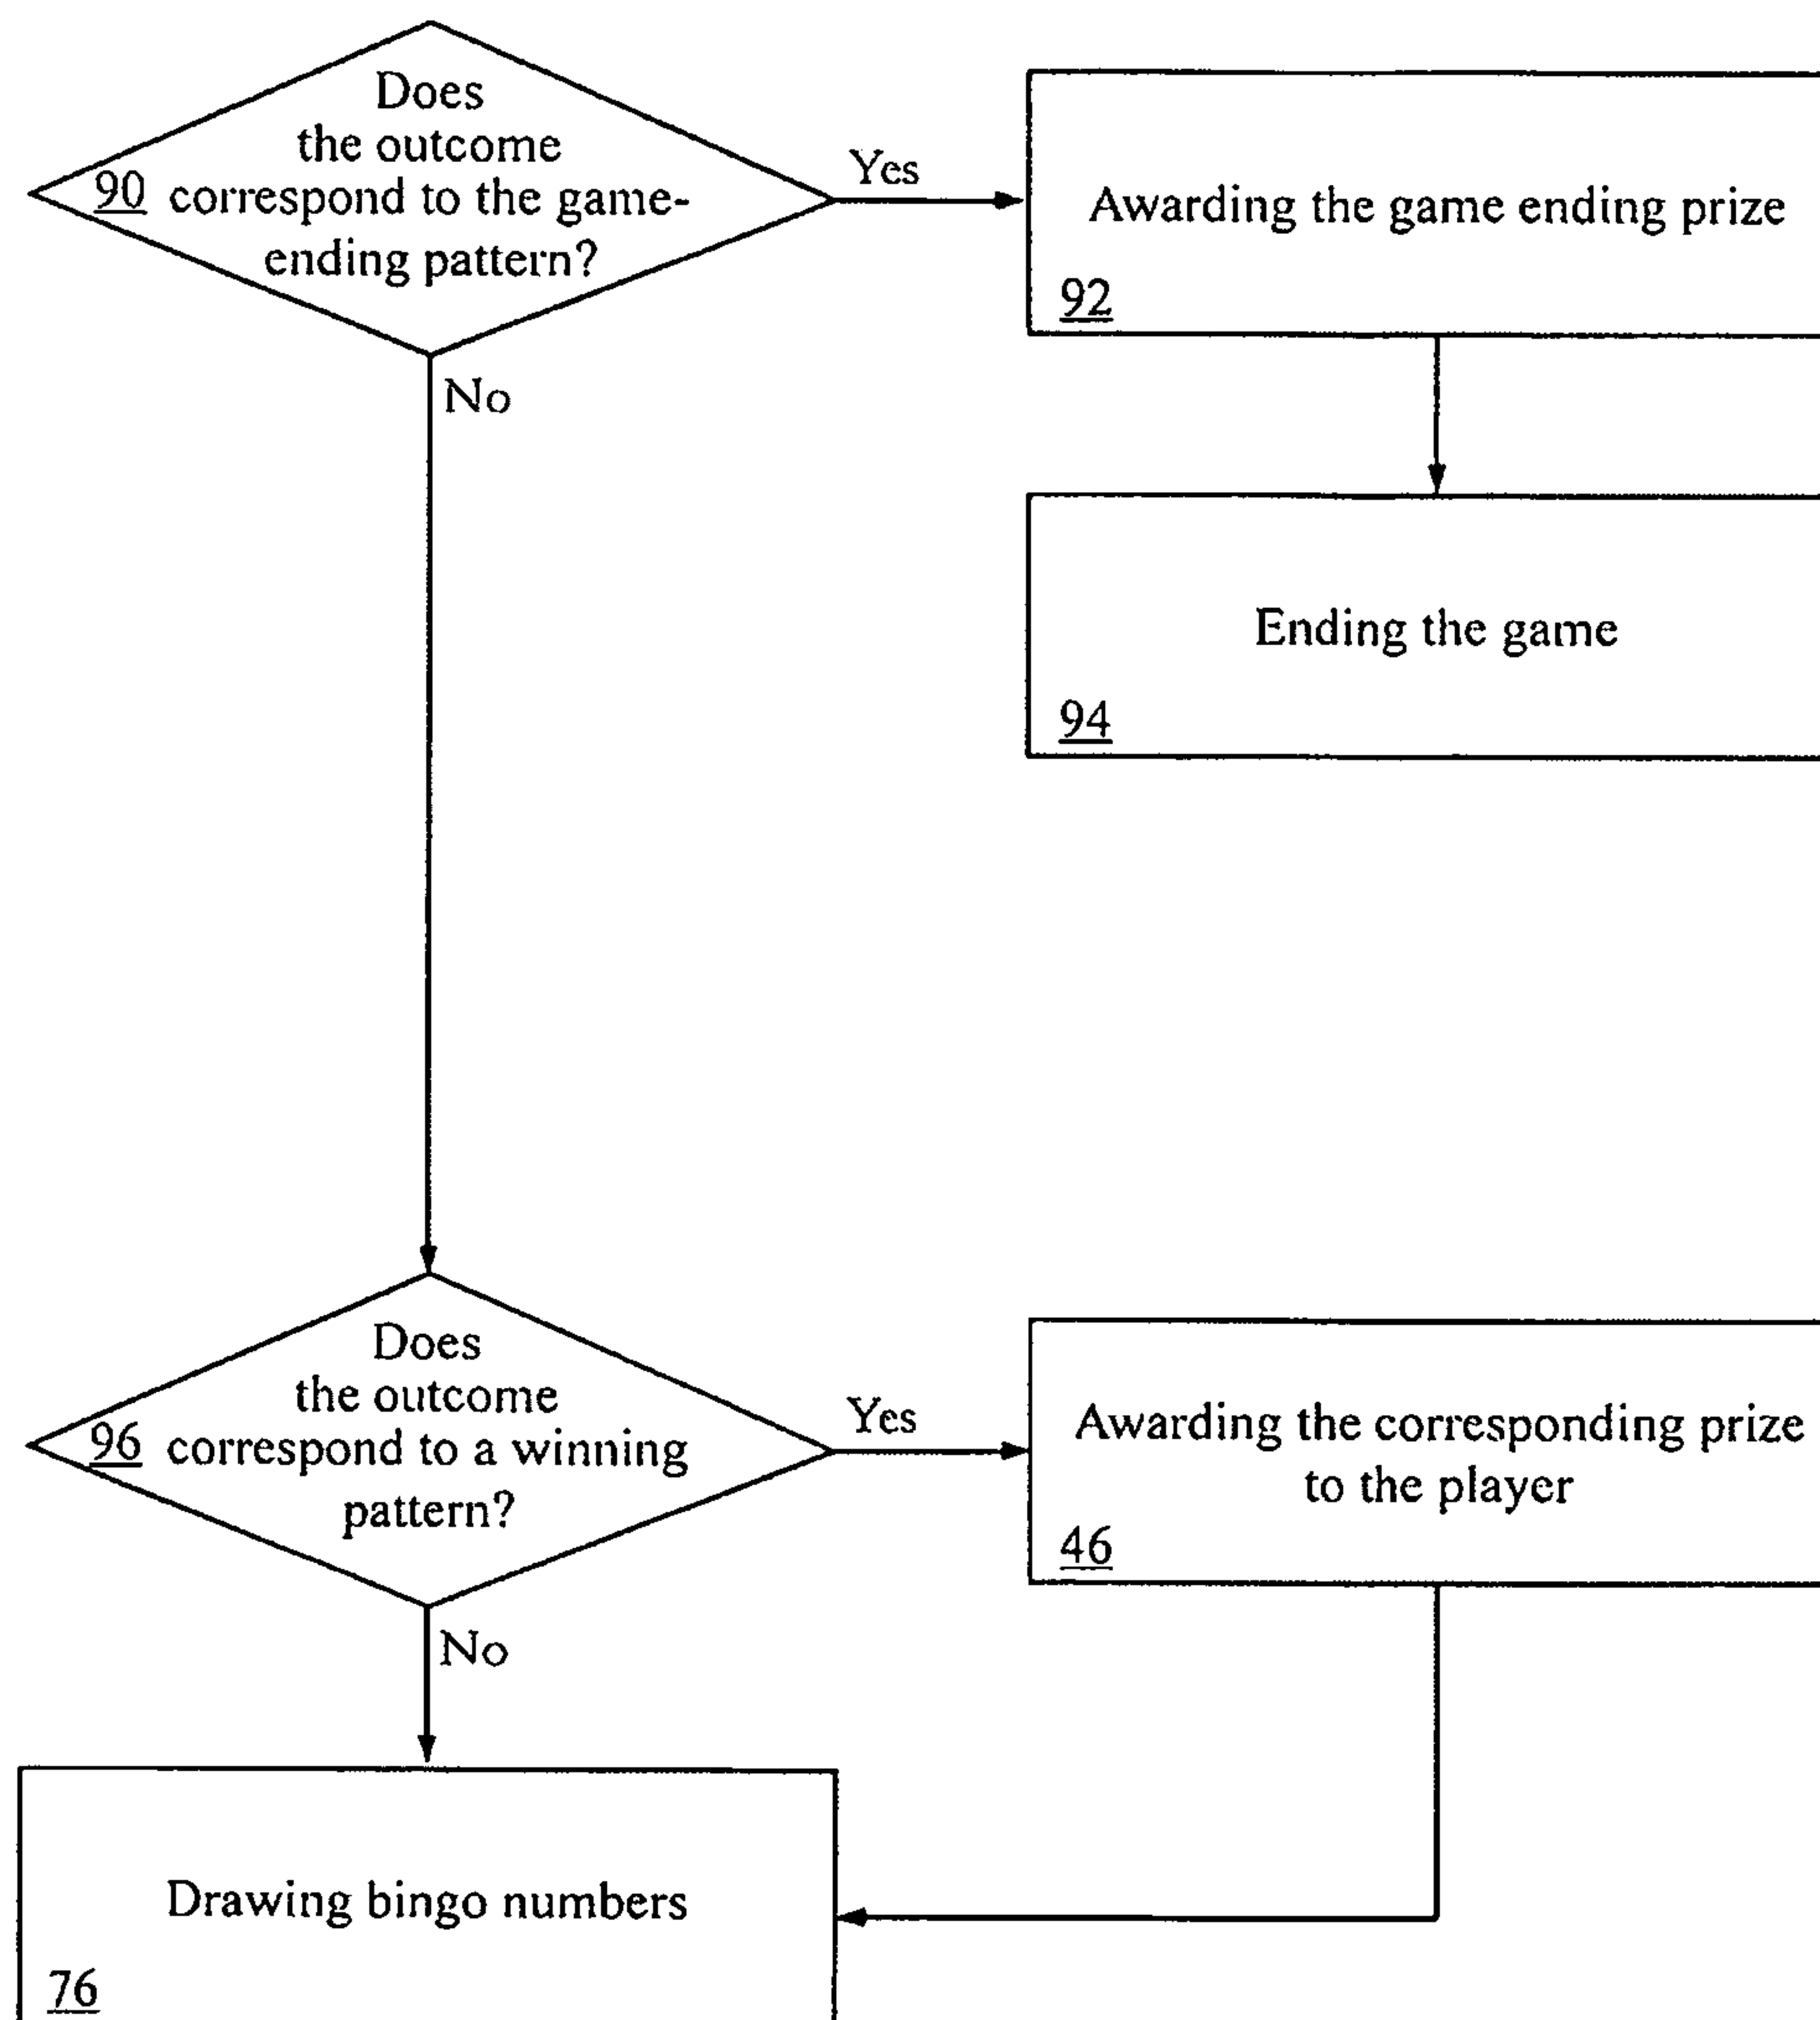 Does
the outcome
90 correspond to the game-
ending pattern?
Yes
No
Awarding the game ending prize
92
Ending the game
94
Does
the outcome
96 correspond to a winning
pattern?
Yes
No
Awarding the corresponding prize
to the player
46
Drawing bingo numbers
76